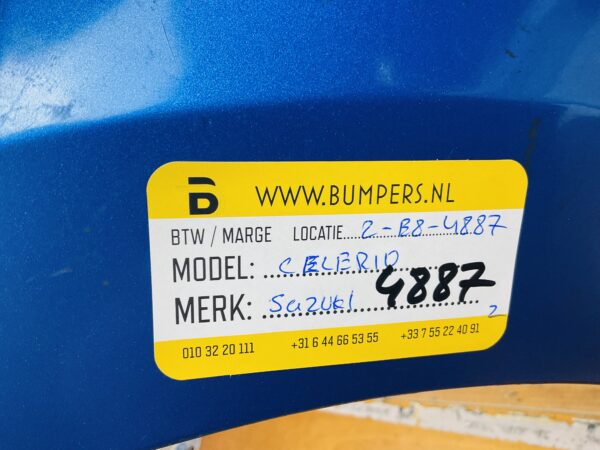 B WWW.BUMPERS.NL
BTW / MARGE LOCATIE.....2-E8-4887
MODEL: CELERIO
MERK: SUZUKI 4887
2
010 32 20 111 +31 6 44 66 53 55 +33 7 55 22 40 91